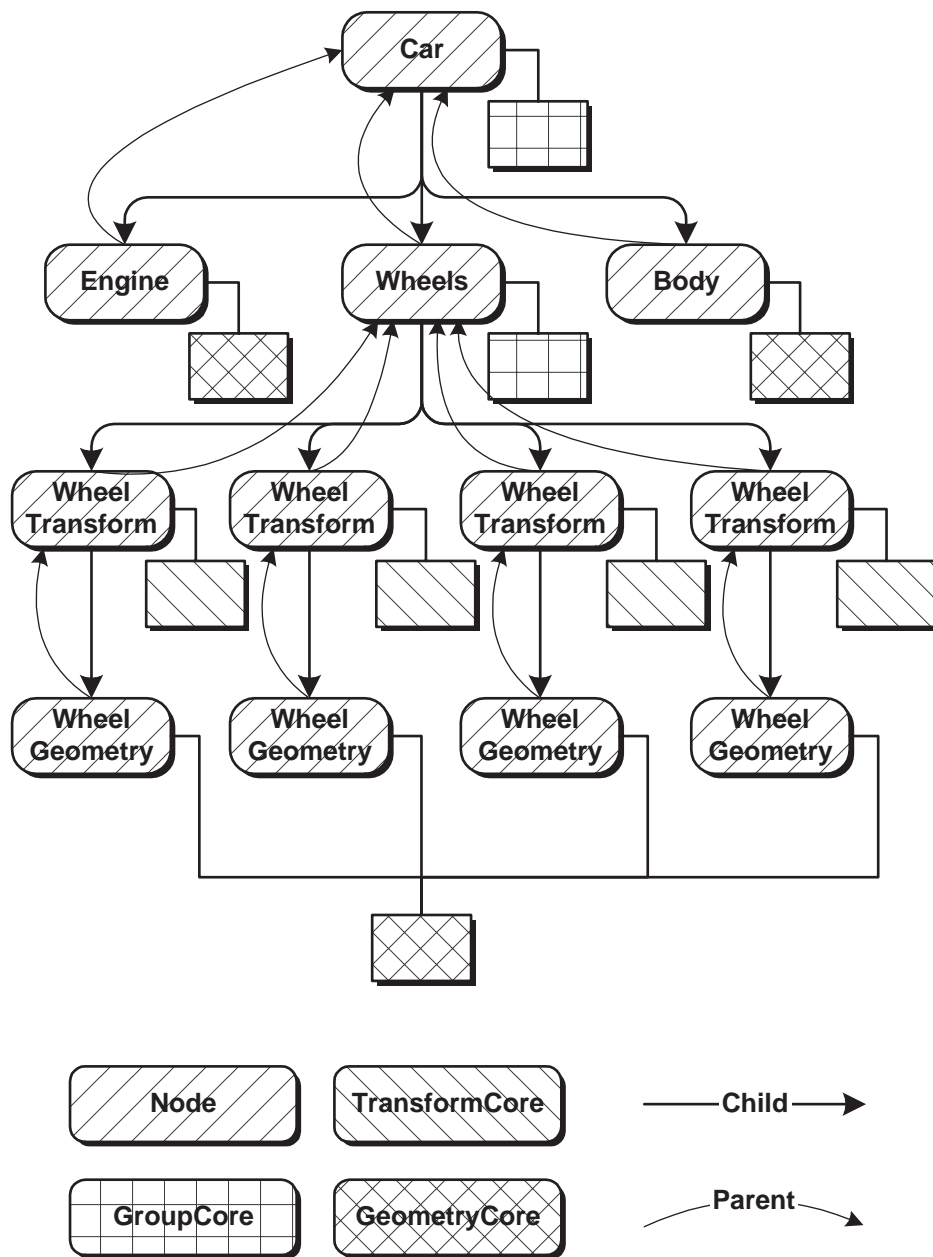 Car
Engine
Wheels
Body
Wheel
Transform
Wheel
Transform
Wheel
Transform
Wheel
Transform
Wheel
Geometry
Wheel
Geometry
Wheel
Geometry
Wheel
Geometry
Node
TransformCore
Child
GroupCore
GeometryCore
Parent